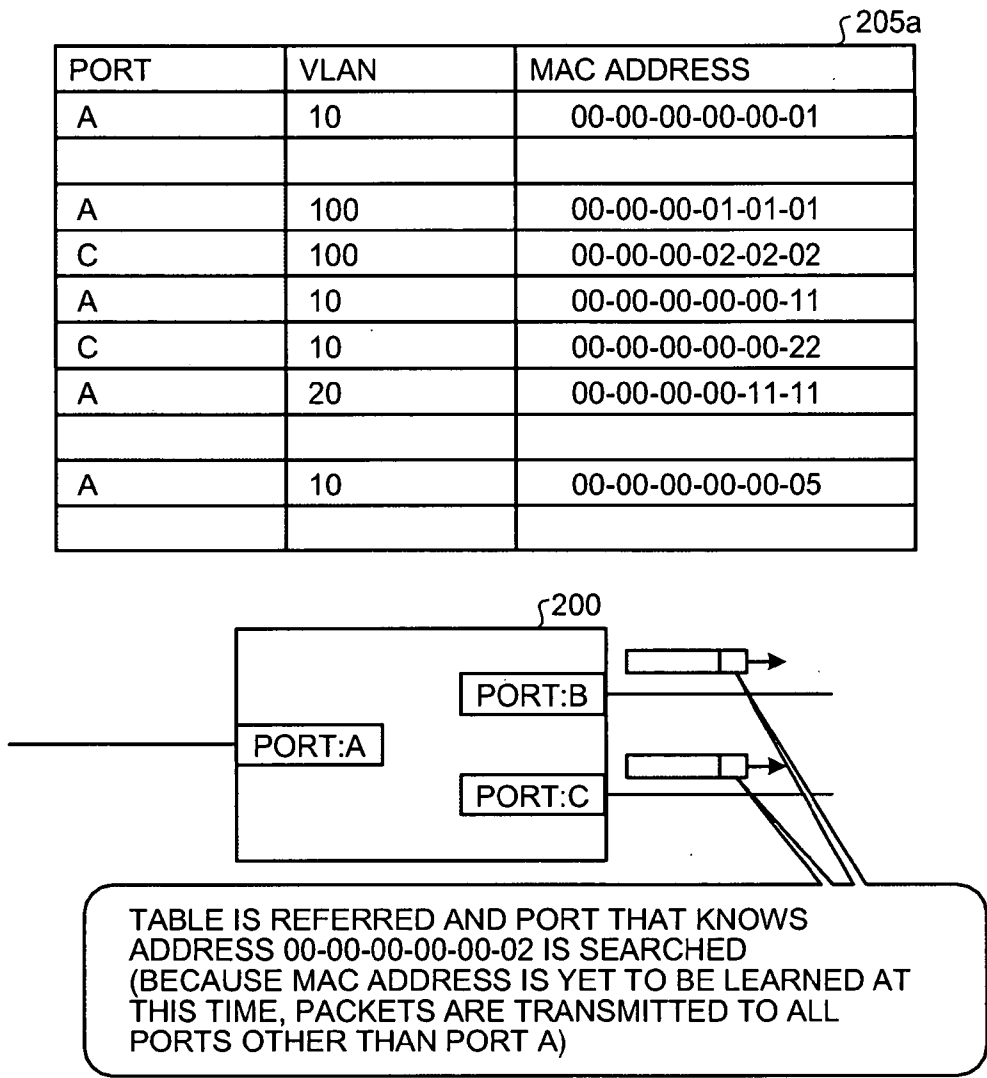 205a
PORT VLAN MAC ADDRESS
A 10 00-00-00-00-00-01
A 100 00-00-00-01-01-01
C 100 00-00-00-02-02-02
A 10 00-00-00-00-00-11
C 10 00-00-00-00-00-22
A 20 00-00-00-00-11-11
A 10 00-00-00-00-00-05
200
PORT:B
PORT:A
PORT:C
TABLE IS REFERRED AND PORT THAT KNOWS
ADDRESS 00-00-00-00-00-02 IS SEARCHED
(BECAUSE MAC ADDRESS IS YET TO BE LEARNED AT
THIS TIME, PACKETS ARE TRANSMITTED TO ALL
PORTS OTHER THAN PORT A)